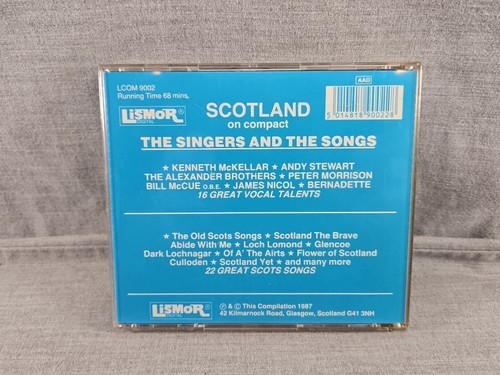 LCOM 9002
Running Time 68 mins.
AAD
LISMOR
DIGITAL
SCOTLAND
on compact
5 014818 900228
THE SINGERS AND THE SONGS
★ KENNETH McKELLAR ★ ANDY STEWART
THE ALEXANDER BROTHERS ★ PETER MORRISON
BILL McCUE O.B.E. ★ JAMES NICOL ★ BERNADETTE
16 GREAT VOCAL TALENTS
★ The Old Scots Songs ★ Scotland The Brave
Abide With Me ★ Loch Lomond ★ Glencoe
Dark Lochnagar ★ Of A' The Airts ★ Flower of Scotland
Culloden ★ Scotland Yet ★ and many more
22 GREAT SCOTS SONGS
LISMOR
DIGITAL
℗ & © This Compilation 1987
42 Kilmarnock Road, Glasgow, Scotland G41 3NH